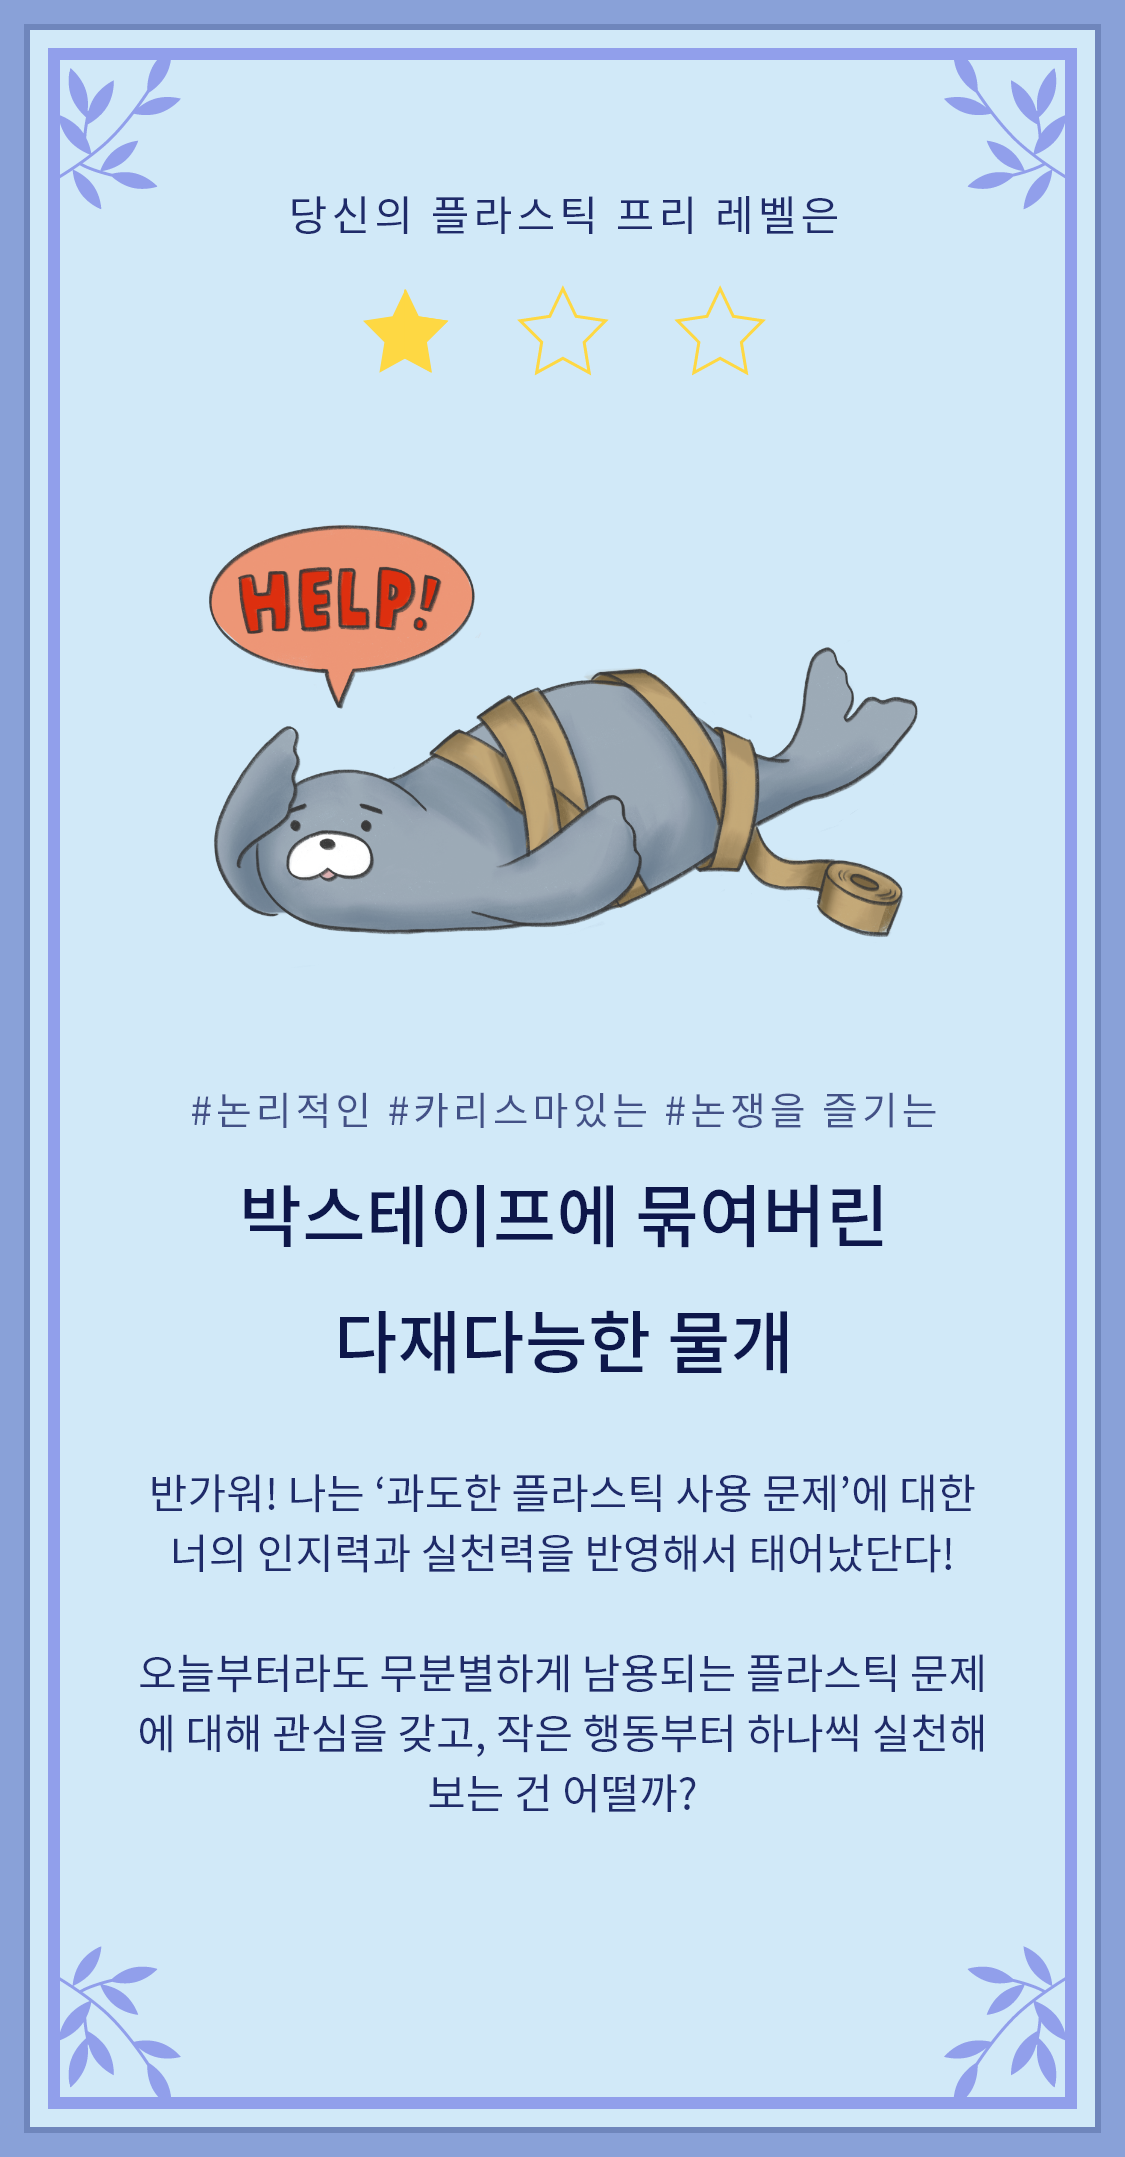 당신의 플라스틱 프리 레벨은
HELP!
#논리적인 #카리스마있는 #논쟁을 즐기는
박스테이프에 묶여버린
다재다능한 물개
반가워! 나는 ‘과도한 플라스틱 사용 문제’에 대한
너의 인지력과 실천력을 반영해서 태어났단다!
오늘부터라도 무분별하게 남용되는 플라스틱 문제
에 대해 관심을 갖고, 작은 행동부터 하나씩 실천해
보는 건 어떨까?